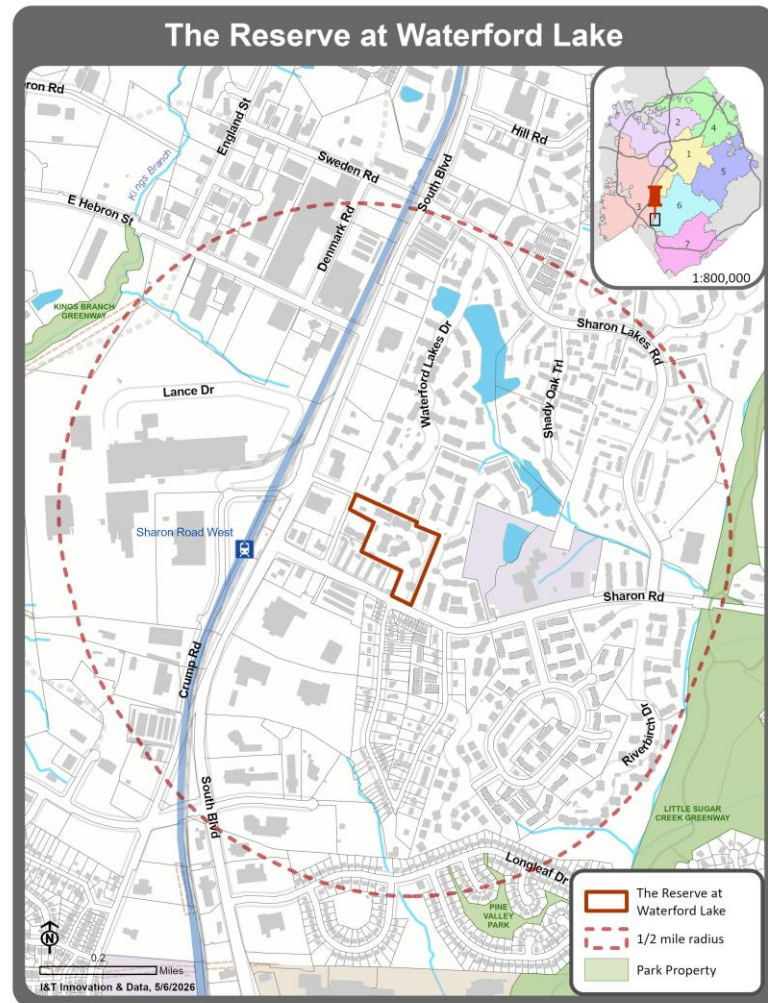 The Reserve at Waterford Lake
Kings Branch
England St
Sweden Rd
South Blvd
Hill Rd
E Hebron St
Denmark Rd
KINGS BRANCH
GREENWAY
2
4
1
5
3
6
7
1:800,000
Waterford Lakes Dr
Sharon Lakes Rd
Shady Oak Trl
Lance Dr
Sharon Road West
Sharon Rd
Crump Rd
Riverbirch Dr
South Blvd
LITTLE SUGAR
CREEK GREENWAY
Longleaf Dr
PINE
VALLEY
PARK
The Reserve at
Waterford Lake
1/2 mile radius
Park Property
N
0.2
Miles
I&T Innovation & Data, 5/6/2026